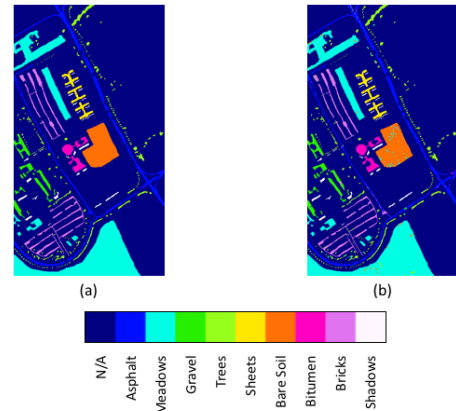 (a)
(b)
N/A
Asphalt
Meadows
Gravel
Trees
Sheets
Bare Soil
Bitumen
Bricks
Shadows